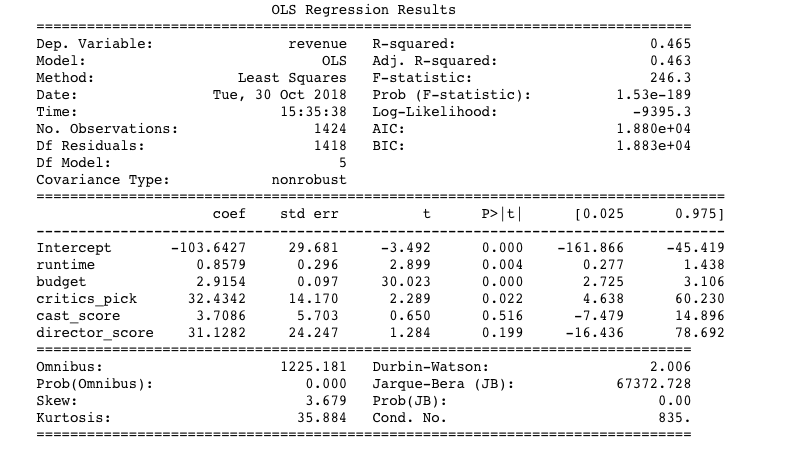 OLS Regression Results
==============================================================================
Dep. Variable: revenue R-squared: 0.465
Model: OLS Adj. R-squared: 0.463
Method: Least Squares F-statistic: 246.3
Date: Tue, 30 Oct 2018 Prob (F-statistic): 1.53e-189
Time: 15:35:38 Log-Likelihood: -9395.3
No. Observations: 1424 AIC: 1.880e+04
Df Residuals: 1418 BIC: 1.883e+04
Df Model: 5
Covariance Type: nonrobust
==================================================================================
coef std err t P>|t| [0.025 0.975]
----------------------------------------------------------------------------------
Intercept -103.6427 29.681 -3.492 0.000 -161.866 -45.419
runtime 0.8579 0.296 2.899 0.004 0.277 1.438
budget 2.9154 0.097 30.023 0.000 2.725 3.106
critics_pick 32.4342 14.170 2.289 0.022 4.638 60.230
cast_score 3.7086 5.703 0.650 0.516 -7.479 14.896
director_score 31.1282 24.247 1.284 0.199 -16.436 78.692
==============================================================================
Omnibus: 1225.181 Durbin-Watson: 2.006
Prob(Omnibus): 0.000 Jarque-Bera (JB): 67372.728
Skew: 3.679 Prob(JB): 0.00
Kurtosis: 35.884 Cond. No. 835.
==============================================================================